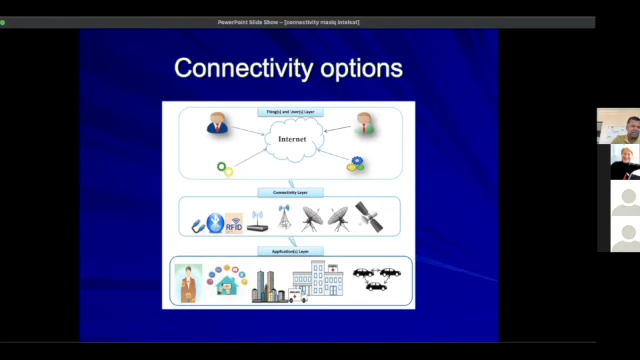 PowerPoint Slide Show - [connectivity masiq intelsat]
Connectivity options
Thing(s) and User(s) Layer
Internet
Connectivity Layer
RFID
Application(s) Layer